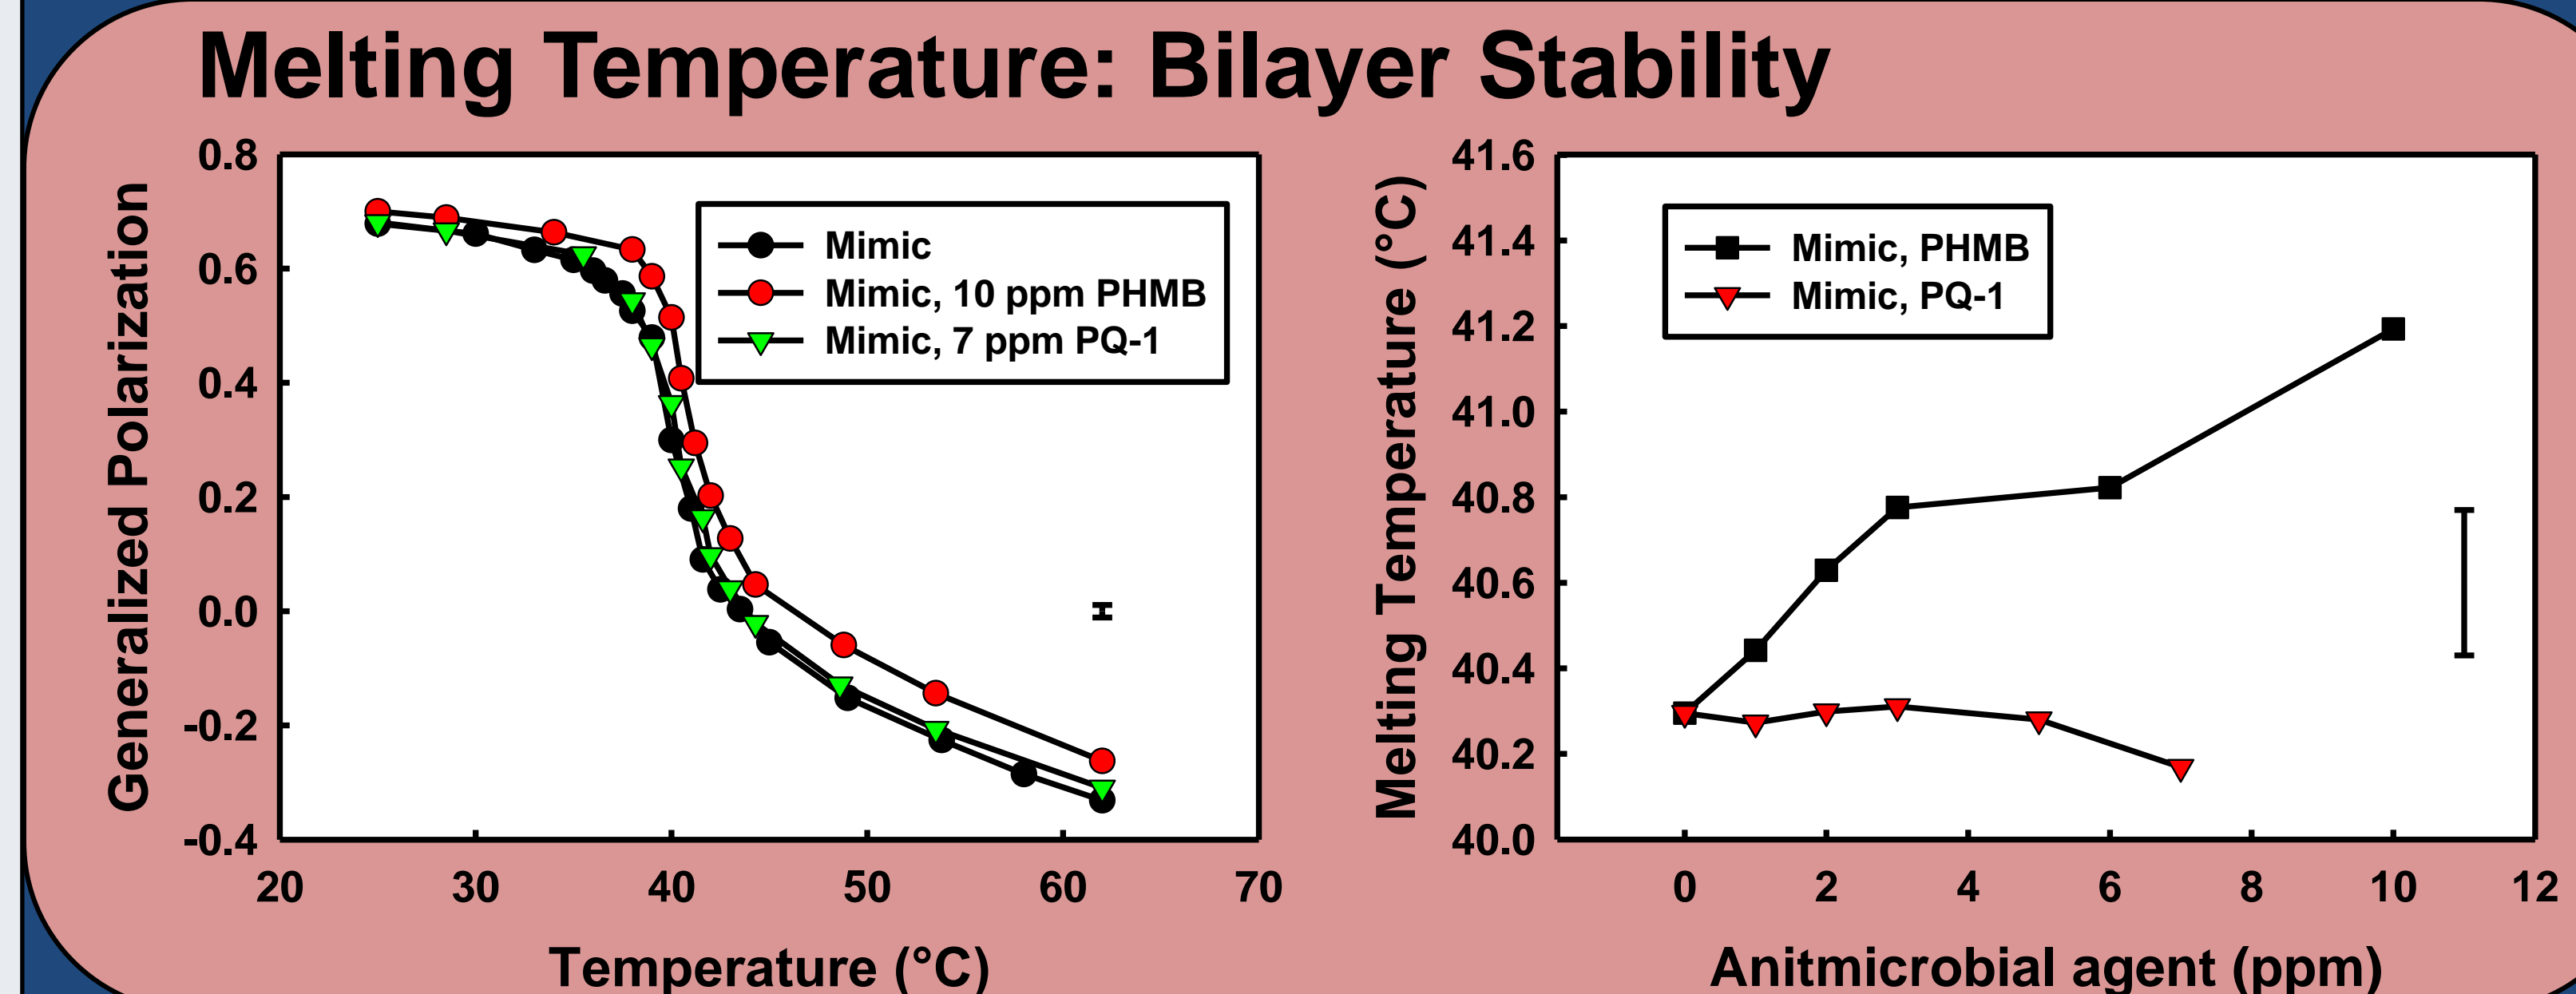 Melting Temperature: Bilayer Stability
Generalized Polarization
0.8
0.6
0.4
0.2
0.0
-0.2
-0.4
Mimic
Mimic, 10 ppm PHMB
Mimic, 7 ppm PQ-1
20 30 40 50 60 70
Temperature (°C)
Melting Temperature (°C)
41.6
41.4
41.2
41.0
40.8
40.6
40.4
40.2
40.0
Mimic, PHMB
Mimic, PQ-1
0 2 4 6 8 10 12
Anitmicrobial agent (ppm)